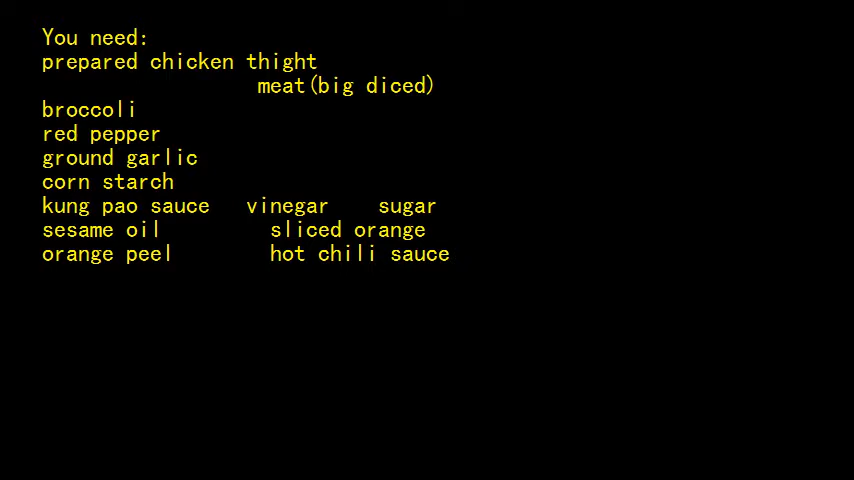 You need:
prepared chicken thight
meat(big diced)
broccoli
red pepper
ground garlic
corn starch
kung pao sauce vinegar sugar
sesame oil sliced orange
orange peel hot chili sauce